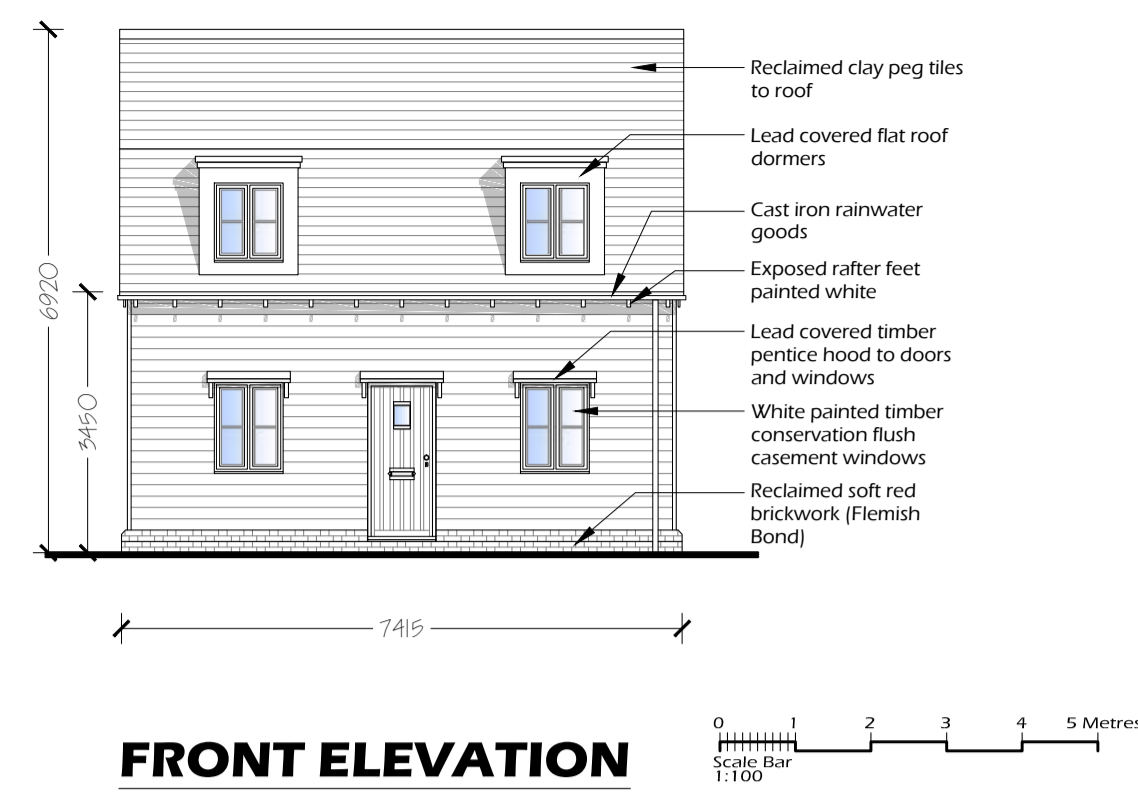 Reclaimed clay peg tiles
to roof
Lead covered flat roof
dormers
Cast iron rainwater
goods
Exposed rafter feet
painted white
Lead covered timber
pentice hood to doors
and windows
White painted timber
conservation flush
casement windows
Reclaimed soft red
brickwork (Flemish
Bond)
6920
3450
7415
FRONT ELEVATION
0 1 2 3 4 5 Metres
Scale Bar
1:100